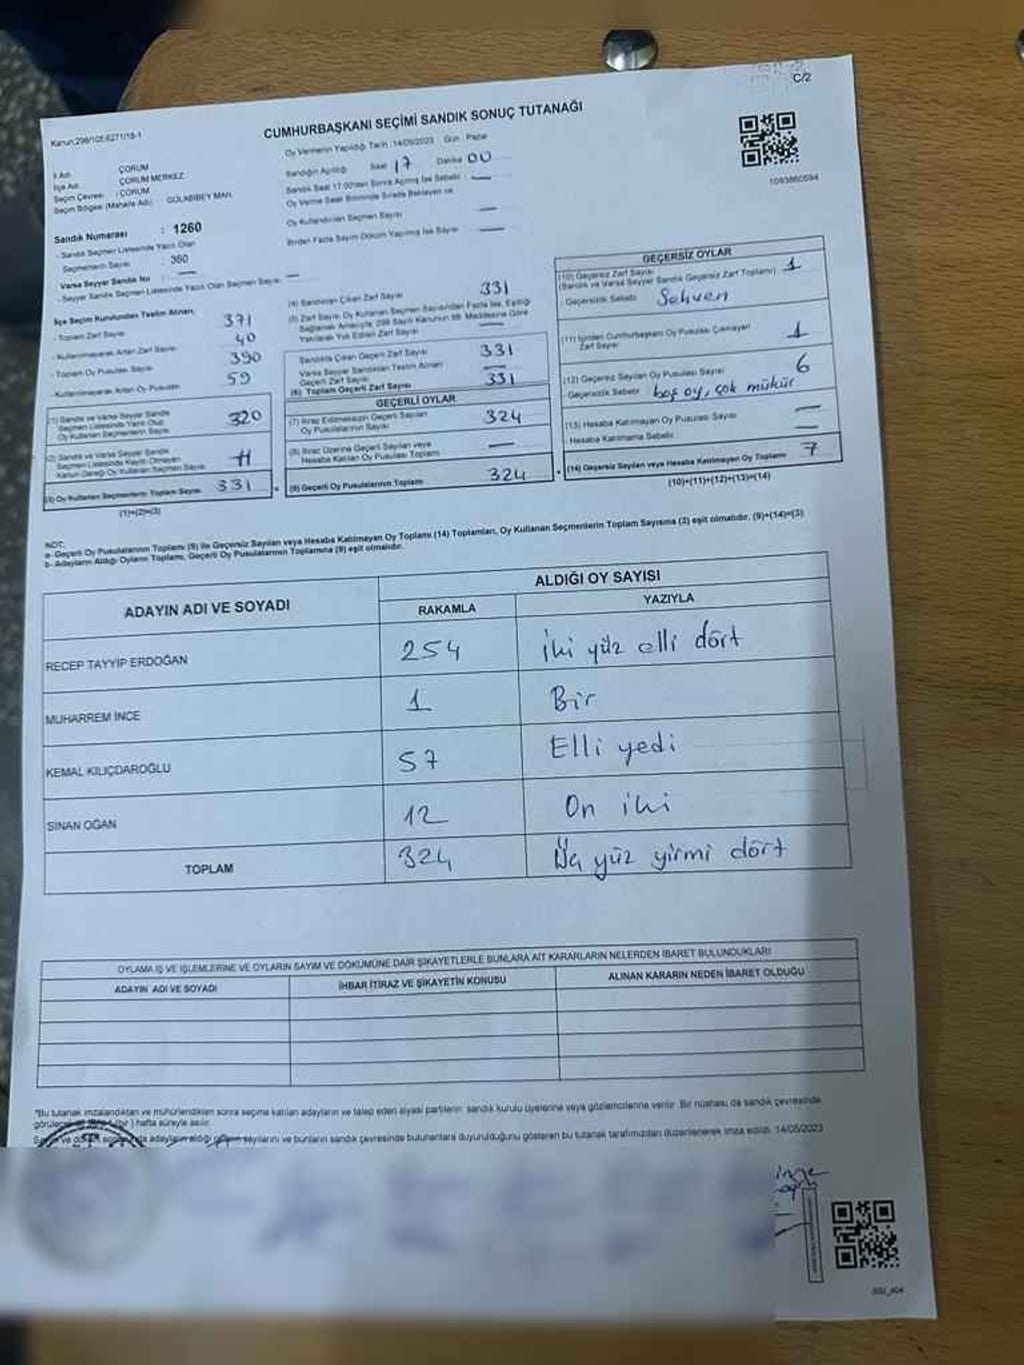 C/2
Kanun:298/105,6271/18-1
CUMHURBAŞKANI SEÇİMİ SANDIK SONUÇ TUTANAĞI
Oy Vermenin Yapıldığı Tarih :14/05/2023 Gün : Pazar
İl Adı : ÇORUM
İlçe Adı : ÇORUM MERKEZ
Seçim Çevresi : ÇORUM
Seçim Bölgesi (Mahalle Adı) : GÜLABİBEY MAH.
Sandığın Açıldığı Saat 17 Dakika 00
Sandık Saat 17:00'den Sonra Açılmış İse Sebebi : —
Oy Verme Saati Bitiminde Sırada Bekleyen ve
Oy Kullandırılan Seçmen Sayısı —
Birden Fazla Sayım Döküm Yapılmış İse Sayısı —
1093860594
Sandık Numarası : 1260
- Sandık Seçmen Listesinde Yazılı Olan
Seçmenlerin Sayısı : 360
Varsa Seyyar Sandık No : —
- Seyyar Sandık Seçmen Listesinde Yazılı Olan Seçmen Sayısı : —
İlçe Seçim Kurulundan Teslim Alınan;
- Toplam Zarf Sayısı 371
- Kullanılmayarak Artan Zarf Sayısı 40
- Toplam Oy Pusulası Sayısı 390
- Kullanılmayarak Artan Oy Pusulası 59
(1) Sandık ve Varsa Seyyar Sandık
Seçmen Listesinde Yazılı Olup
Oy Kullanan Seçmenlerin Sayısı 320
(2) Sandık ve Varsa Seyyar Sandık
Seçmen Listesinde Kayıtlı Olmayan
Kanun Gereği Oy Kullanan Seçmen Sayısı 11
(3) Oy Kullanan Seçmenlerin Toplam Sayısı 331
(1)+(2)=(3)
(4) Sandıktan Çıkan Zarf Sayısı 331
(5) Zarf Sayısı Oy Kullanan Seçmen Sayısından Fazla İse, Eşitliği
Sağlamak Amacıyla, 298 Sayılı Kanunun 98. Maddesine Göre
Yakılarak Yok Edilen Zarf Sayısı —
Sandıkta Çıkan Geçerli Zarf Sayısı 331
Varsa Seyyar Sandıktan Teslim Alınan
Geçerli Zarf Sayısı —
(6) Toplam Geçerli Zarf Sayısı 331
GEÇERLİ OYLAR
(7) İtiraz Edilmeksizin Geçerli Sayılan
Oy Pusulasının Sayısı 324
(8) İtiraz Üzerine Geçerli Sayılan veya
Hesaba Katılan Oy Pusulası Toplamı —
(9) Geçerli Oy Pusulalarının Toplamı 324
GEÇERSİZ OYLAR
(10) Geçersiz Zarf Sayısı
(Sandık ve Varsa Seyyar Sandık Geçersiz Zarf Toplamı) 1
- Geçersizlik Sebebi Sehven
(11) İçinden Cumhurbaşkanı Oy Pusulası Çıkmayan
Zarf Sayısı 1
(12) Geçersiz Sayılan Oy Pusulası Sayısı 6
- Geçersizlik Sebebi boş oy, çok mühür
(13) Hesaba Katılmayan Oy Pusulası Sayısı —
- Hesaba Katılmama Sebebi —
(14) Geçersiz Sayılan veya Hesaba Katılmayan Oy Toplamı 7
(10)+(11)+(12)+(13)=(14)
NOT;
a- Geçerli Oy Pusulalarının Toplamı (9) ile Geçersiz Sayılan veya Hesaba Katılmayan Oy Toplamı (14) Toplamları, Oy Kullanan Seçmenlerin Toplam Sayısına (3) eşit olmalıdır. (9)+(14)=(3)
b- Adayların Aldığı Oyların Toplamı, Geçerli Oy Pusulalarının Toplamına (9) eşit olmalıdır.
ADAYIN ADI VE SOYADI
ALDIĞI OY SAYISI
RAKAMLA YAZIYLA
RECEP TAYYİP ERDOĞAN 254 İki yüz elli dört
MUHARREM İNCE 1 Bir
KEMAL KILIÇDAROĞLU 57 Elli yedi
SİNAN OĞAN 12 On iki
TOPLAM 324 Üç yüz yirmi dört
OYLAMA İŞ VE İŞLEMLERİNE VE OYLARIN SAYIM VE DÖKÜMÜNE DAİR ŞİKAYETLERLE BUNLARA AİT KARARLARIN NELERDEN İBARET BULUNDUKLARI
ADAYIN ADI VE SOYADI İHBAR İTİRAZ VE ŞİKAYETİN KONUSU ALINAN KARARIN NEDEN İBARET OLDUĞU
*Bu tutanak imzalandıktan ve mühürlendikten sonra seçime katılan adayların ve talep eden siyasi partilerin sandık kurulu üyelerine veya gözlemcilerine verilir. Bir nüshası da sandık çevresinde
hafta süreyle asılır.
adayların aldığı oyların sayılarını ve bunların sandık çevresinde bulunanlara duyurulduğunu gösteren bu tutanak tarafımızdan düzenlenerek imza edildi. 14/05/2023